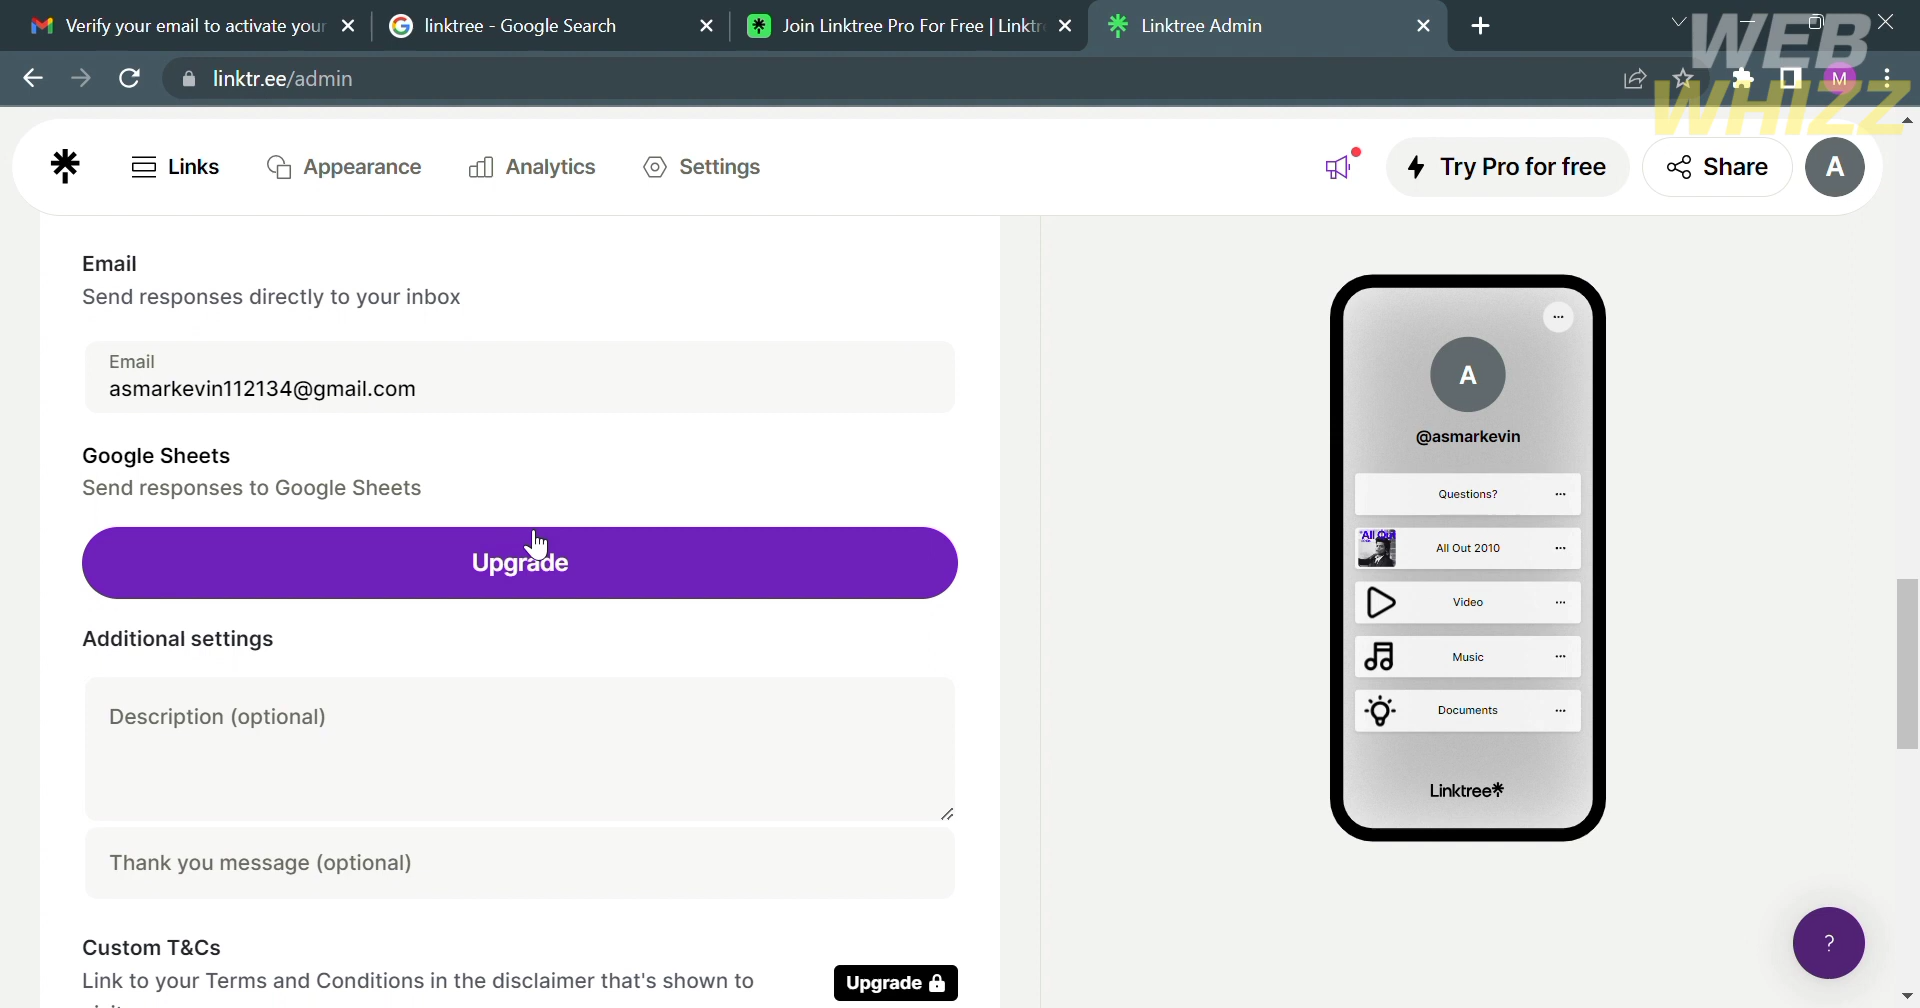 Verify your email to activate your
linktree - Google Search
Join Linktree Pro For Free | Linktr
Linktree Admin
WEB
WHIZZ
linktr.ee/admin
M
Links
Appearance
Analytics
Settings
Try Pro for free
Share
A
Email
Send responses directly to your inbox
Email
asmarkevin112134@gmail.com
Google Sheets
Send responses to Google Sheets
Upgrade
Additional settings
Description (optional)
Thank you message (optional)
Custom T&Cs
Link to your Terms and Conditions in the disclaimer that's shown to
Upgrade
A
@asmarkevin
Questions?
All Out
All Out 2010
Video
Music
Documents
Linktree
?